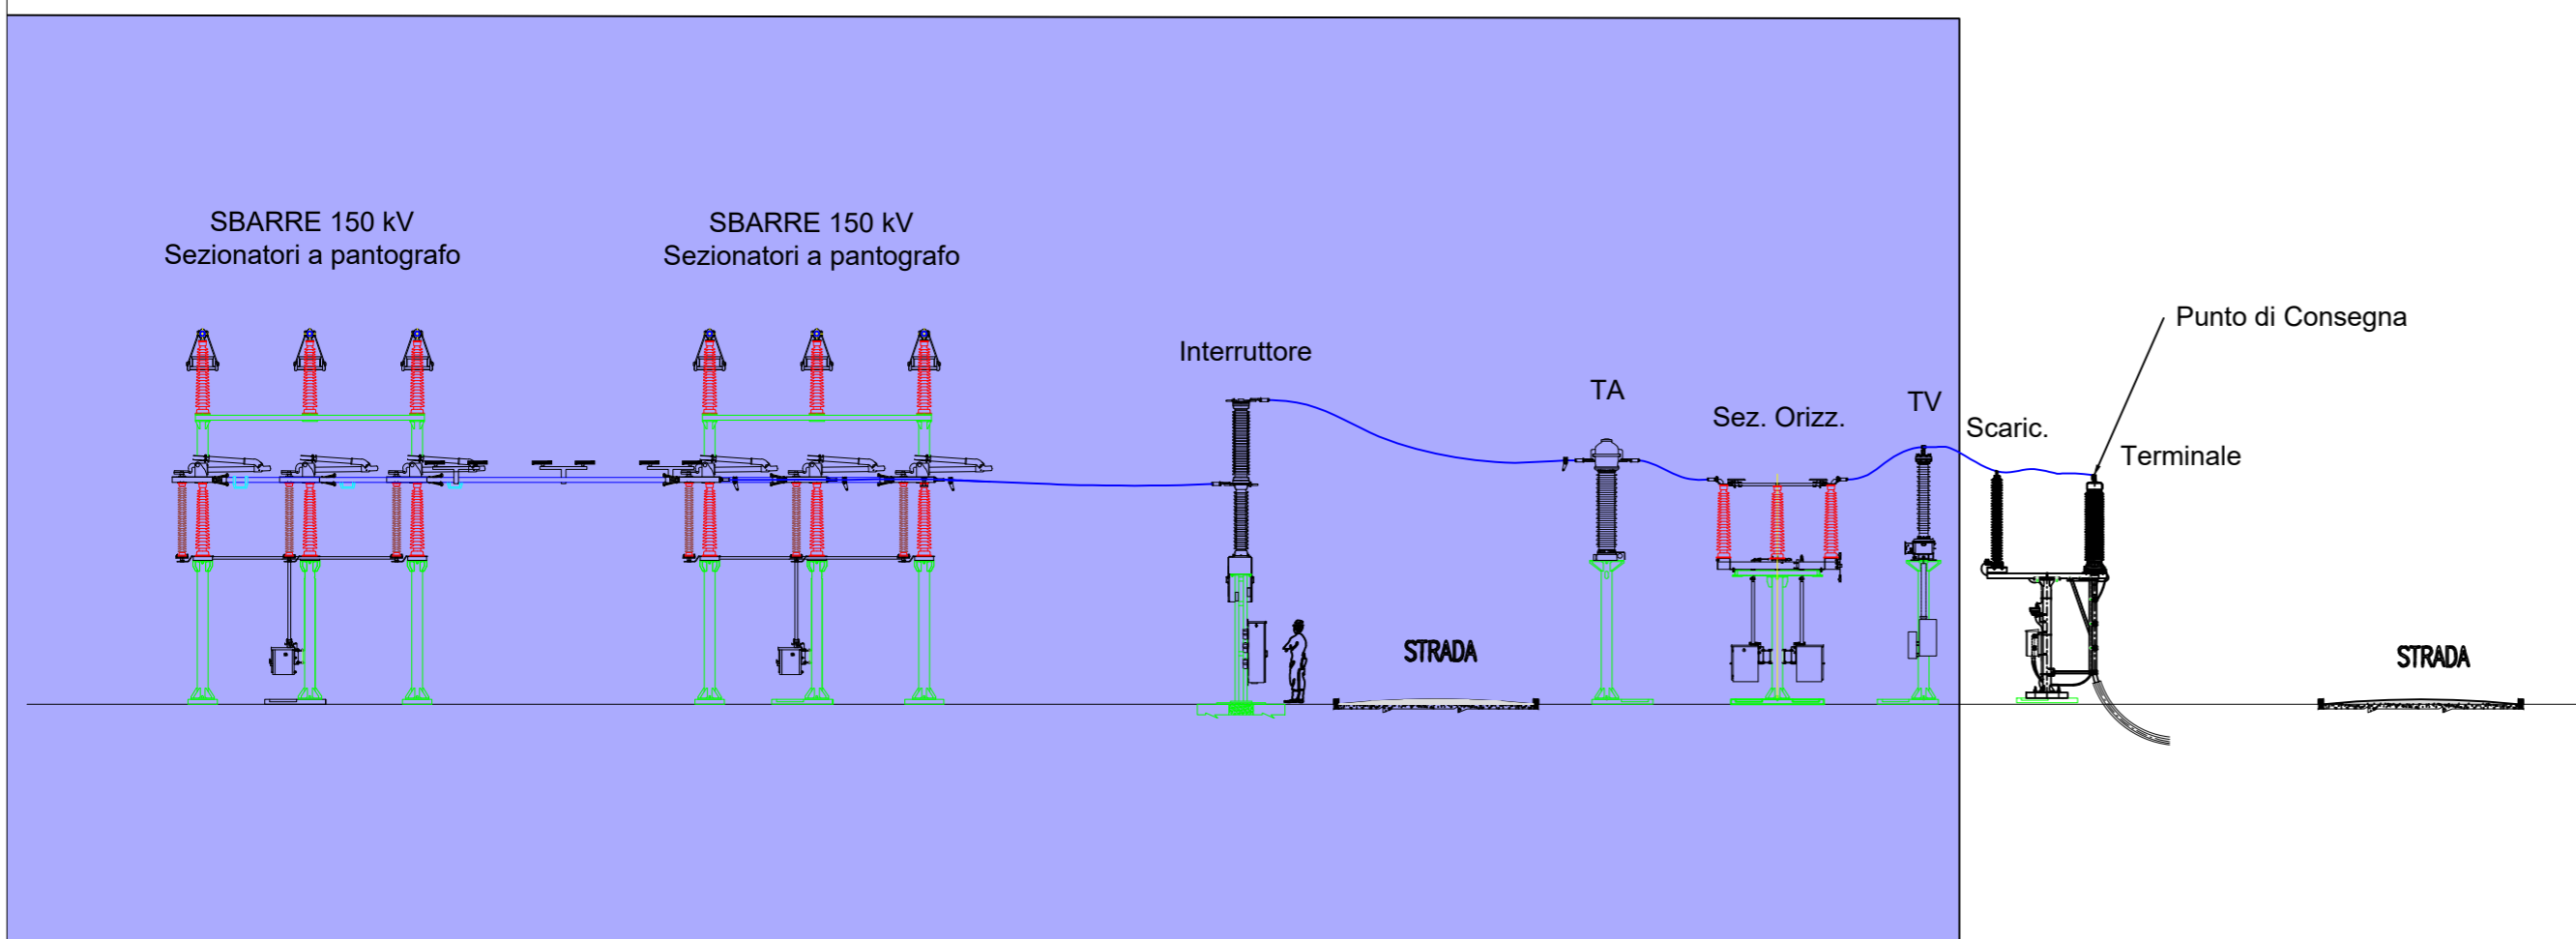 SBARRE 150 kV
Sezionatori a pantografo
SBARRE 150 kV
Sezionatori a pantografo
Interruttore
TA
Sez. Orizz.
TV
Scaric.
Punto di Consegna
Terminale
STRADA
STRADA